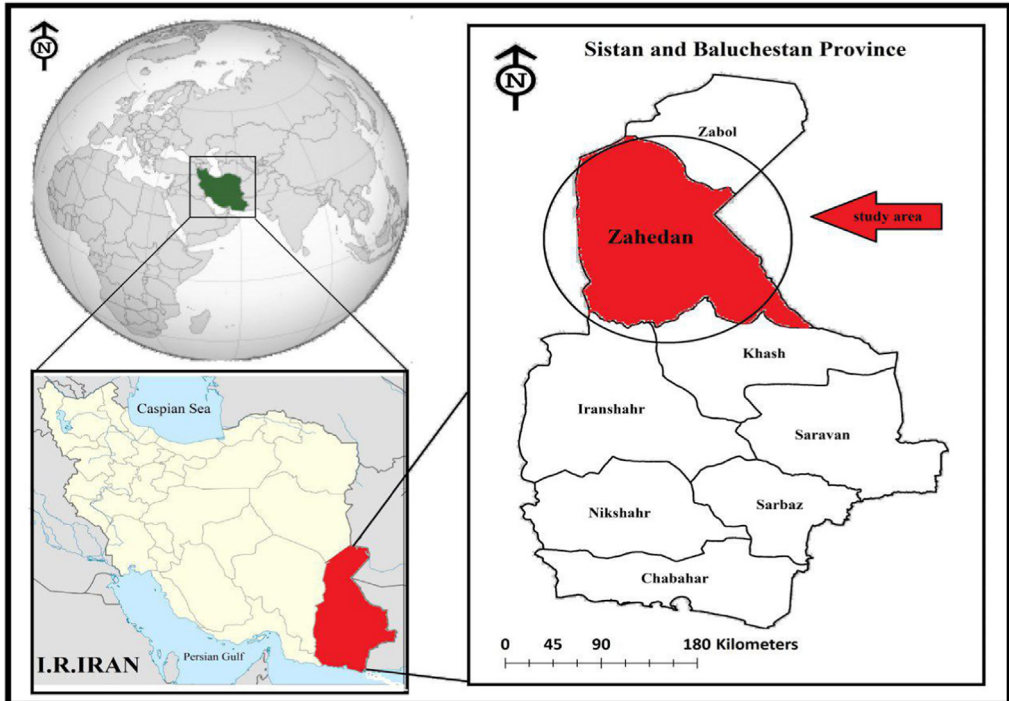 N
Caspian Sea
Persian Gulf
I.R.IRAN
Sistan and Baluchestan Province
N
Zabol
study area
Zahedan
Khash
Iranshahr
Saravan
Nikshahr
Sarbaz
Chabahar
0 45 90 180 Kilometers